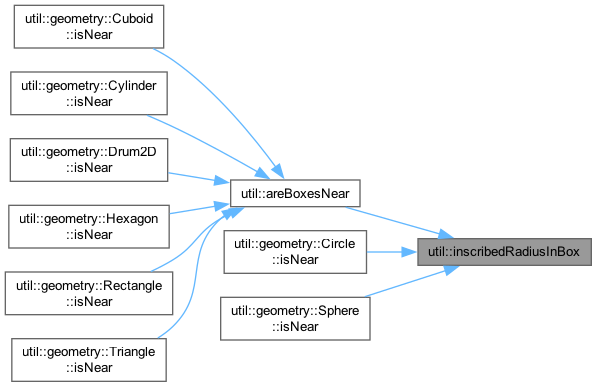 util::geometry::Cuboid
::isNear
util::geometry::Cylinder
::isNear
util::geometry::Drum2D
::isNear
util::geometry::Hexagon
::isNear
util::geometry::Rectangle
::isNear
util::geometry::Triangle
::isNear
util::areBoxesNear
util::geometry::Circle
::isNear
util::geometry::Sphere
::isNear
util::inscribedRadiusInBox